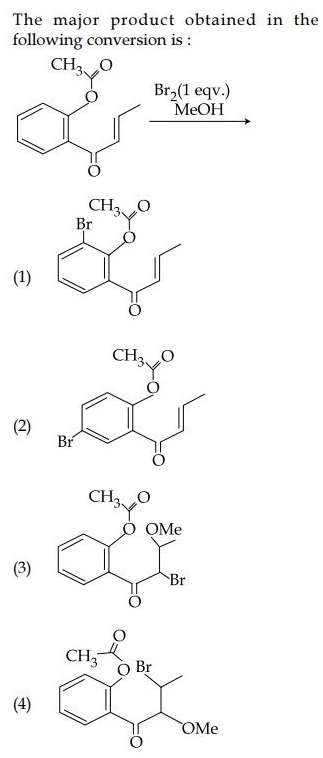 The major product obtained in the
following conversion is :
CH₃ O
O
Br₂(1 eqv.)
MeOH
O
CH₃ O
Br
O
(1)
O
CH₃ O
O
(2)
Br
O
CH₃ O
O OMe
(3)
Br
O
O
CH₃
O Br
(4)
OMe
O